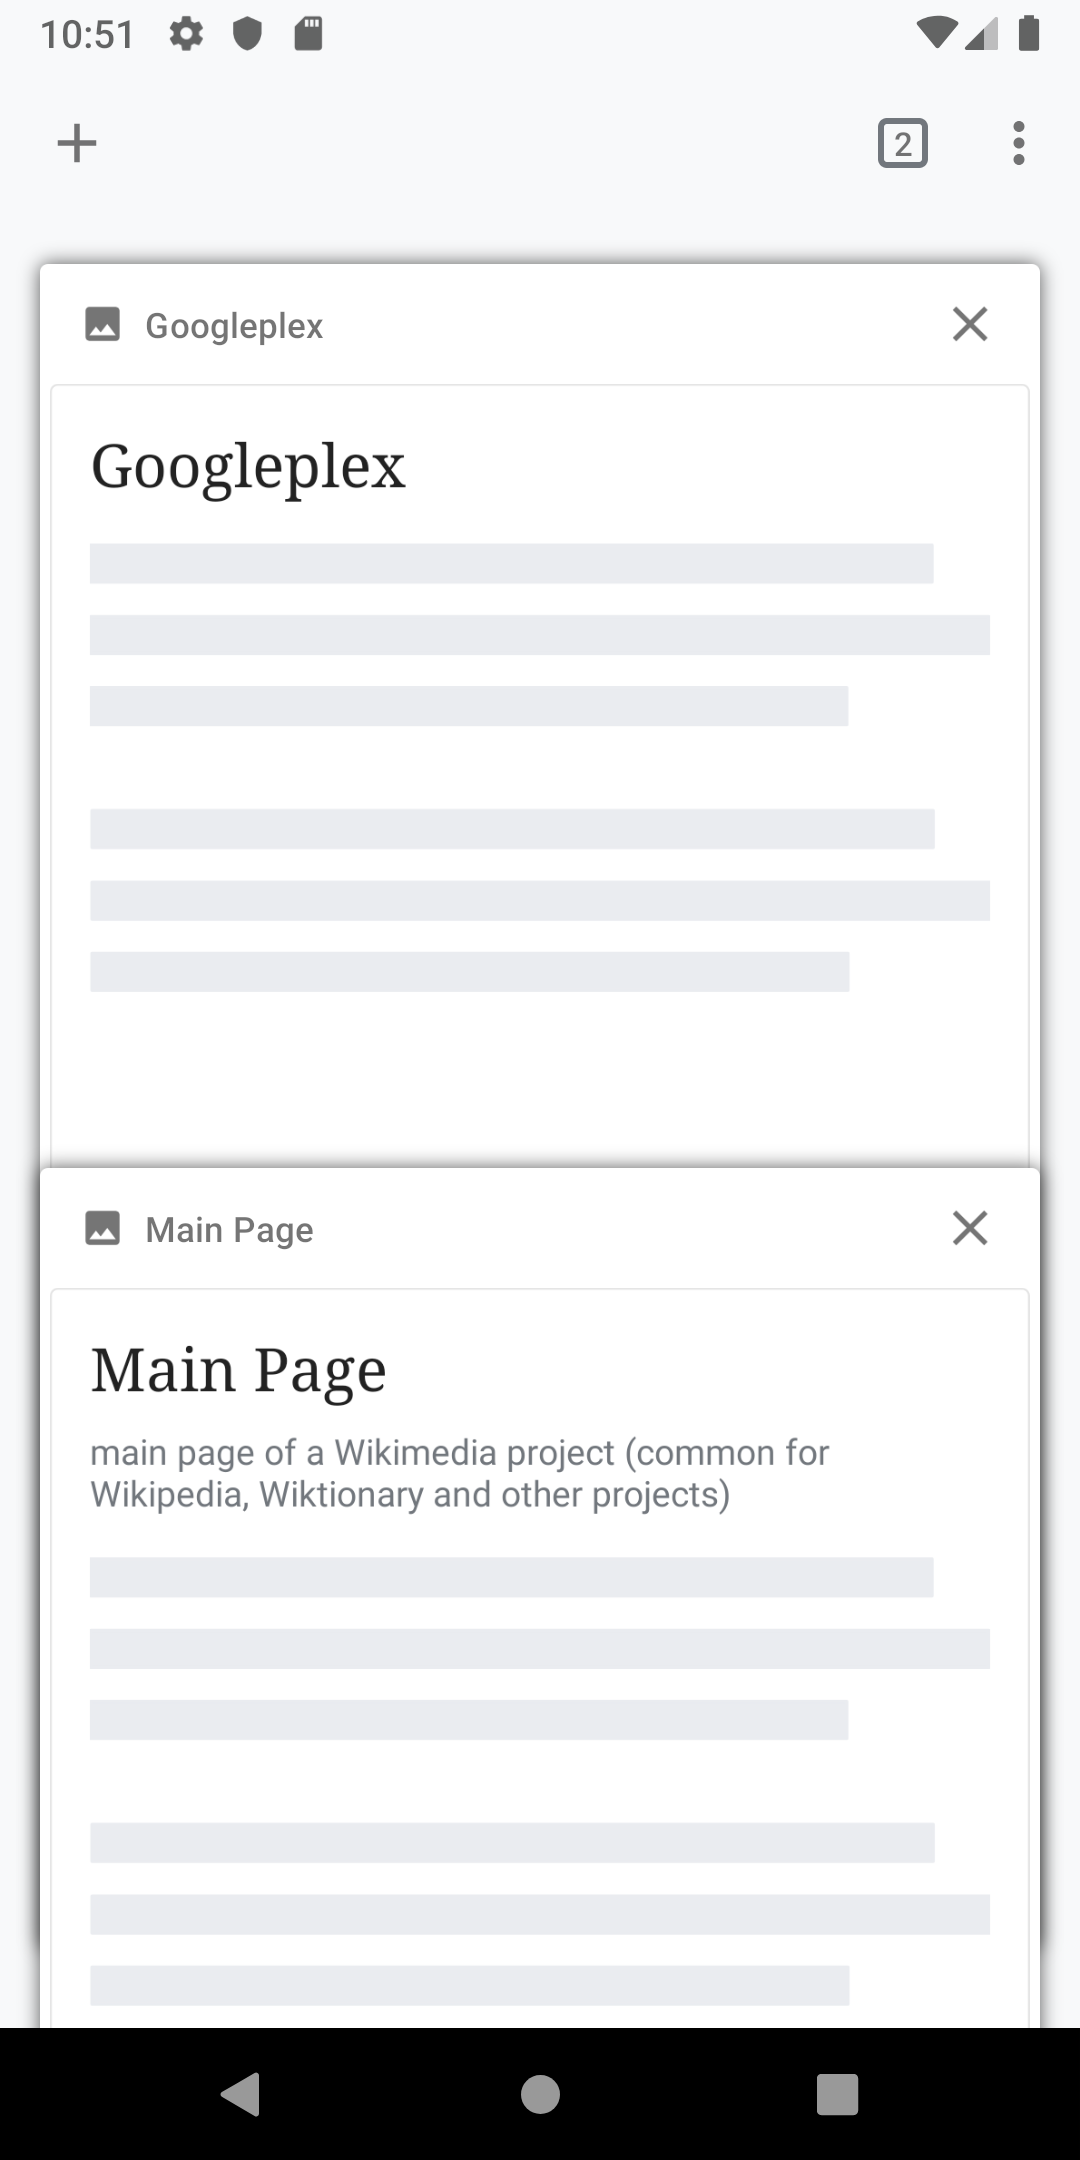 10:51
2
Googleplex
Googleplex
Main Page
Main Page
main page of a Wikimedia project (common for
Wikipedia, Wiktionary and other projects)